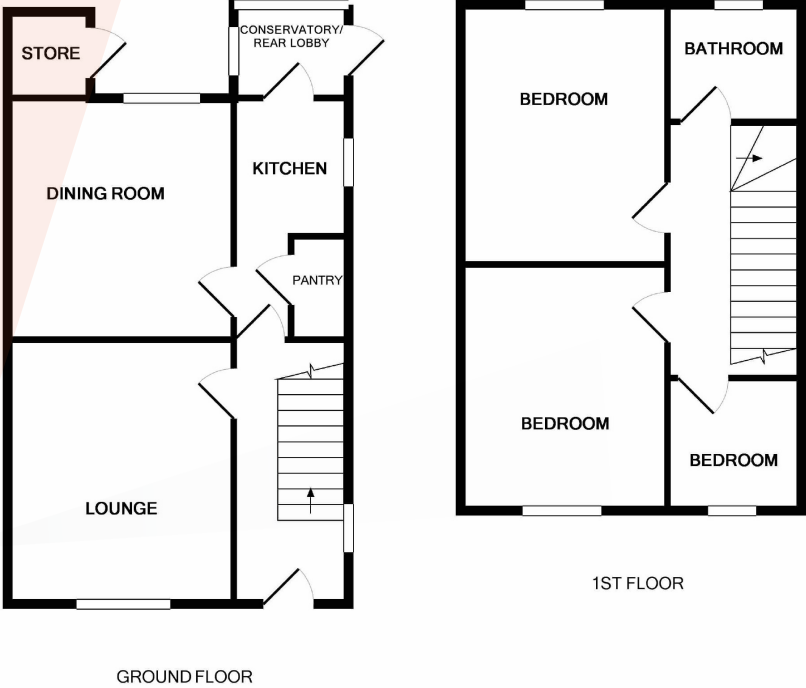 STORE
CONSERVATORY/
REAR LOBBY
DINING ROOM
KITCHEN
PANTRY
LOUNGE
GROUND FLOOR
BEDROOM
BATHROOM
BEDROOM
BEDROOM
1ST FLOOR